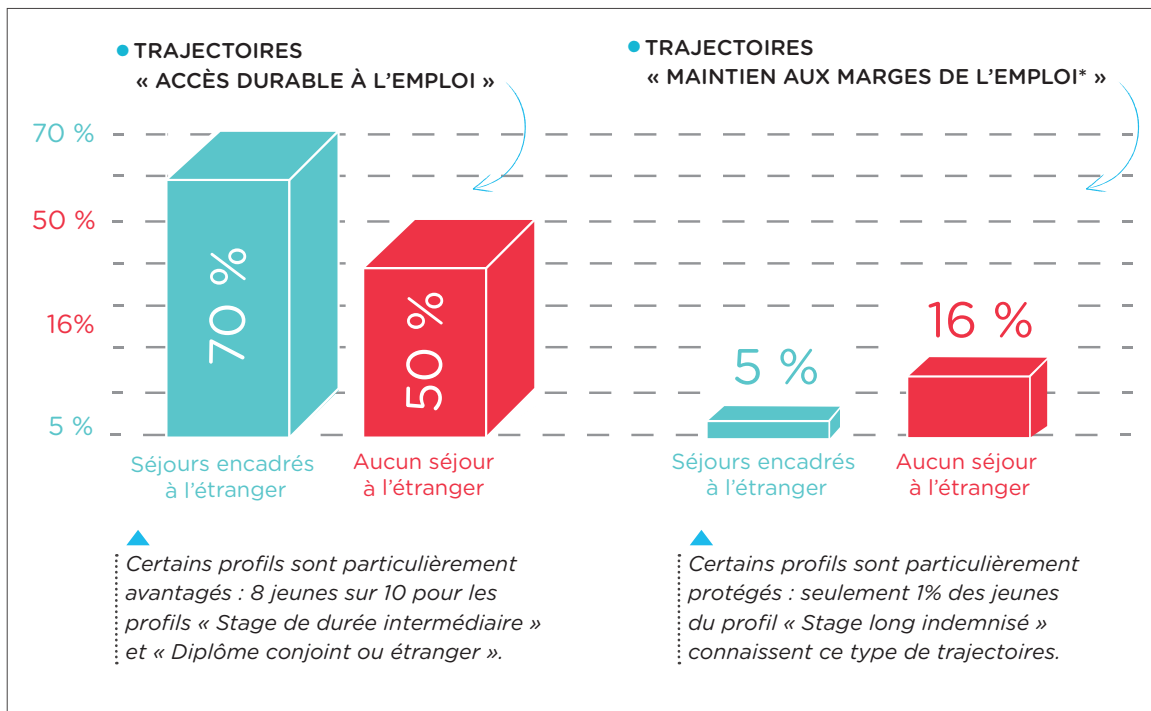 TRAJECTOIRES
« ACCÈS DURABLE À L’EMPLOI »
TRAJECTOIRES
« MAINTIEN AUX MARGES DE L’EMPLOI* »
70 %
50 %
16%
5 %
70 %
50 %
5 %
16 %
Séjours encadrés
à l’étranger
Aucun séjour
à l’étranger
Séjours encadrés
à l’étranger
Aucun séjour
à l’étranger
Certains profils sont particulièrement
avantagés : 8 jeunes sur 10 pour les
profils « Stage de durée intermédiaire »
et « Diplôme conjoint ou étranger ».
Certains profils sont particulièrement
protégés : seulement 1% des jeunes
du profil « Stage long indemnisé »
connaissent ce type de trajectoires.